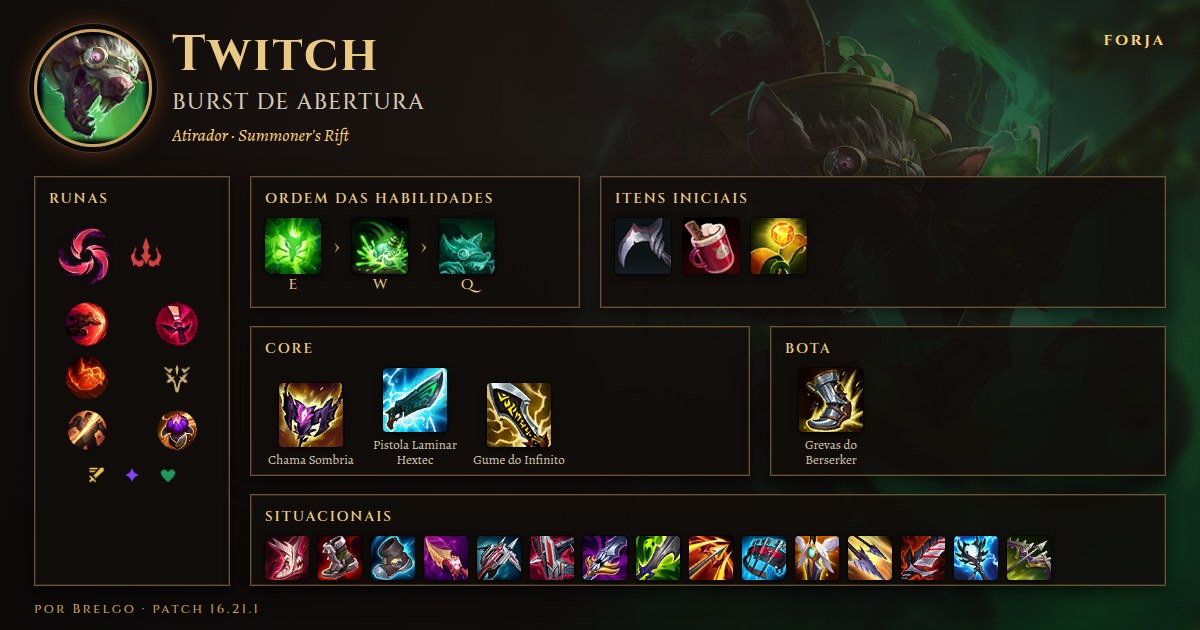 TWITCH
BURST DE ABERTURA
Atirador · Summoner's Rift
FORJA
RUNAS
ORDEM DAS HABILIDADES
E › W › Q
ITENS INICIAIS
CORE
Chama Sombria
Pistola Laminar
Hextec
Gume do Infinito
BOTA
Grevas do
Berserker
SITUACIONAIS
POR BRELGO · PATCH 16.21.1